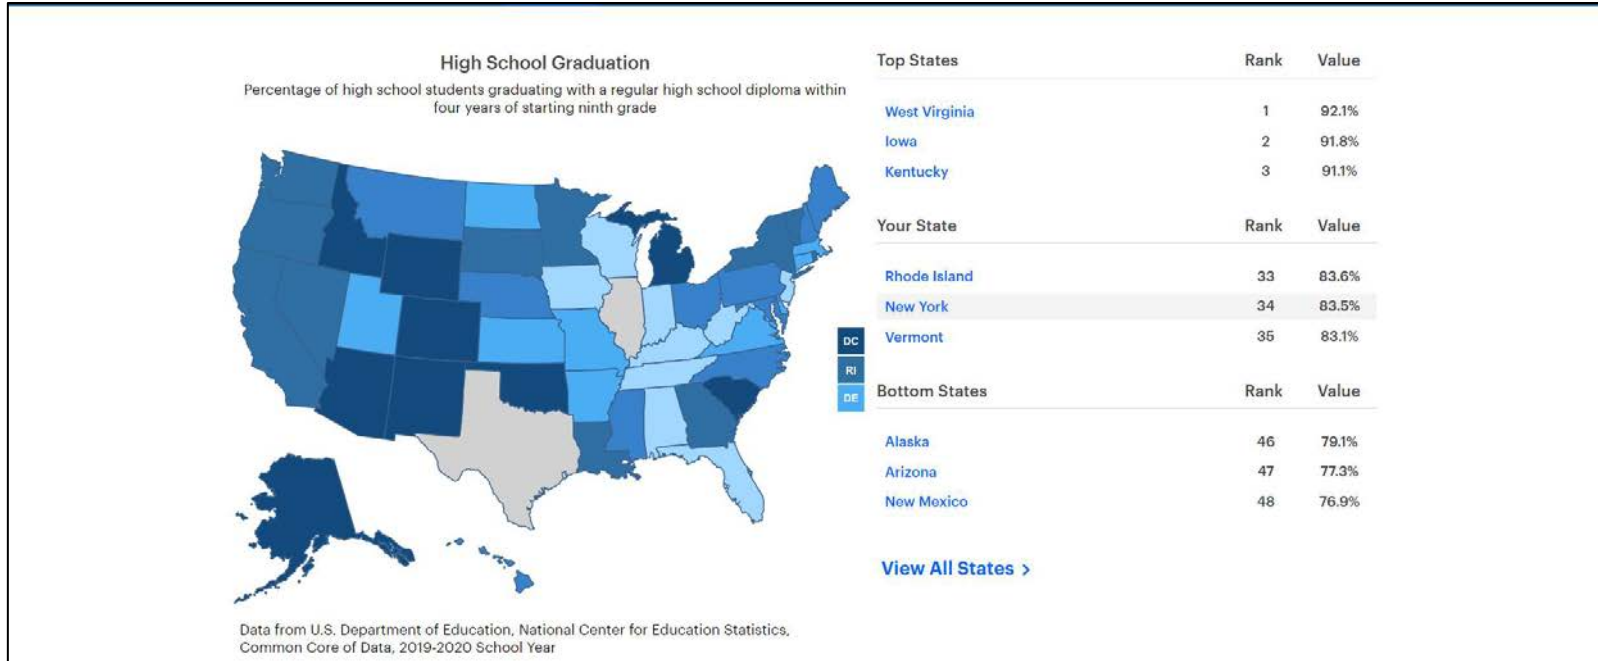 High School Graduation
Percentage of high school students graduating with a regular high school diploma within
four years of starting ninth grade
DC
RI
DE
Data from U.S. Department of Education, National Center for Education Statistics,
Common Core of Data, 2019-2020 School Year
Top States Rank Value
West Virginia 1 92.1%
Iowa 2 91.8%
Kentucky 3 91.1%
Your State Rank Value
Rhode Island 33 83.6%
New York 34 83.5%
Vermont 35 83.1%
Bottom States Rank Value
Alaska 46 79.1%
Arizona 47 77.3%
New Mexico 48 76.9%
View All States >